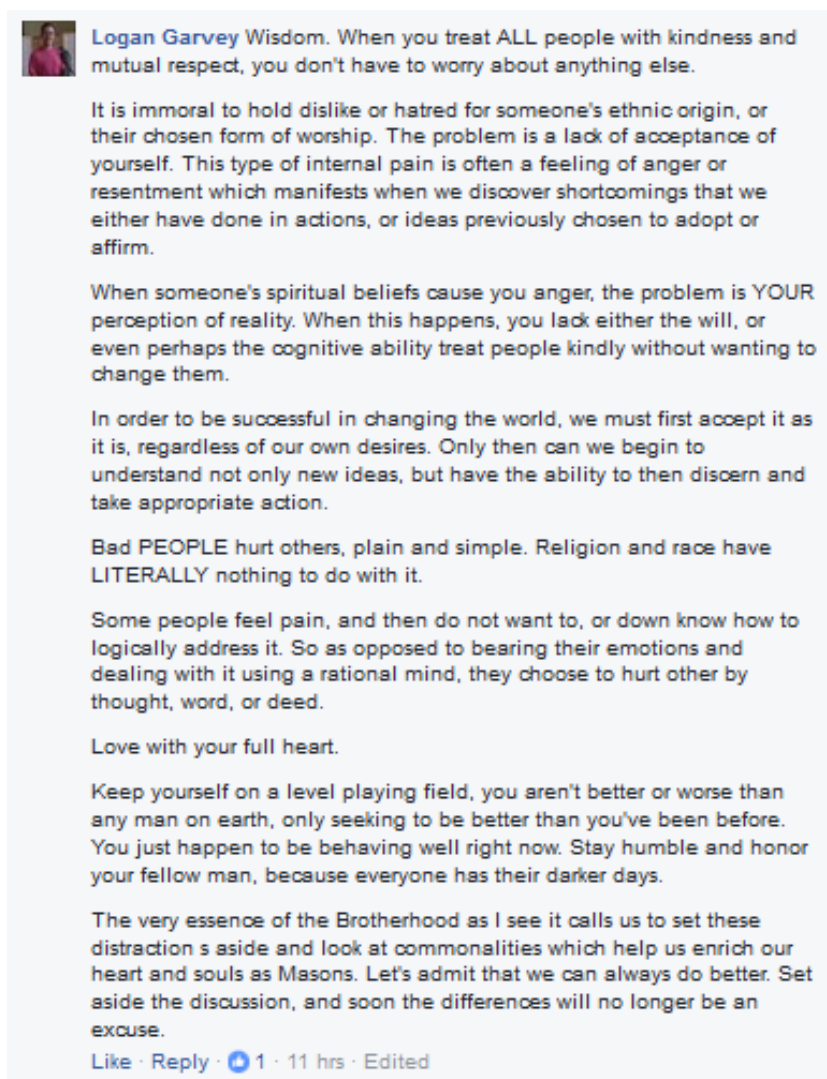 Logan Garvey Wisdom. When you treat ALL people with kindness and
mutual respect, you don't have to worry about anything else.
It is immoral to hold dislike or hatred for someone's ethnic origin, or
their chosen form of worship. The problem is a lack of acceptance of
yourself. This type of internal pain is often a feeling of anger or
resentment which manifests when we discover shortcomings that we
either have done in actions, or ideas previously chosen to adopt or
affirm.
When someone's spiritual beliefs cause you anger, the problem is YOUR
perception of reality. When this happens, you lack either the will, or
even perhaps the cognitive ability treat people kindly without wanting to
change them.
In order to be successful in changing the world, we must first accept it as
it is, regardless of our own desires. Only then can we begin to
understand not only new ideas, but have the ability to then discern and
take appropriate action.
Bad PEOPLE hurt others, plain and simple. Religion and race have
LITERALLY nothing to do with it.
Some people feel pain, and then do not want to, or down know how to
logically address it. So as opposed to bearing their emotions and
dealing with it using a rational mind, they choose to hurt other by
thought, word, or deed.
Love with your full heart.
Keep yourself on a level playing field, you aren't better or worse than
any man on earth, only seeking to be better than you've been before.
You just happen to be behaving well right now. Stay humble and honor
your fellow man, because everyone has their darker days.
The very essence of the Brotherhood as I see it calls us to set these
distraction s aside and look at commonalities which help us enrich our
heart and souls as Masons. Let's admit that we can always do better. Set
aside the discussion, and soon the differences will no longer be an
excuse.
Like · Reply · 1 · 11 hrs · Edited